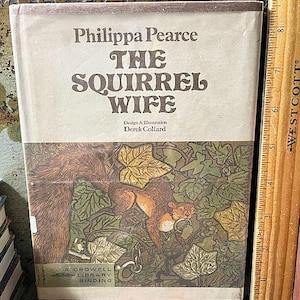 Philippa Pearce
THE
SQUIRREL
WIFE
Design & Illustration
Derek Collard
A CROWELL
LIBRARY
BINDING
WESTCOTT